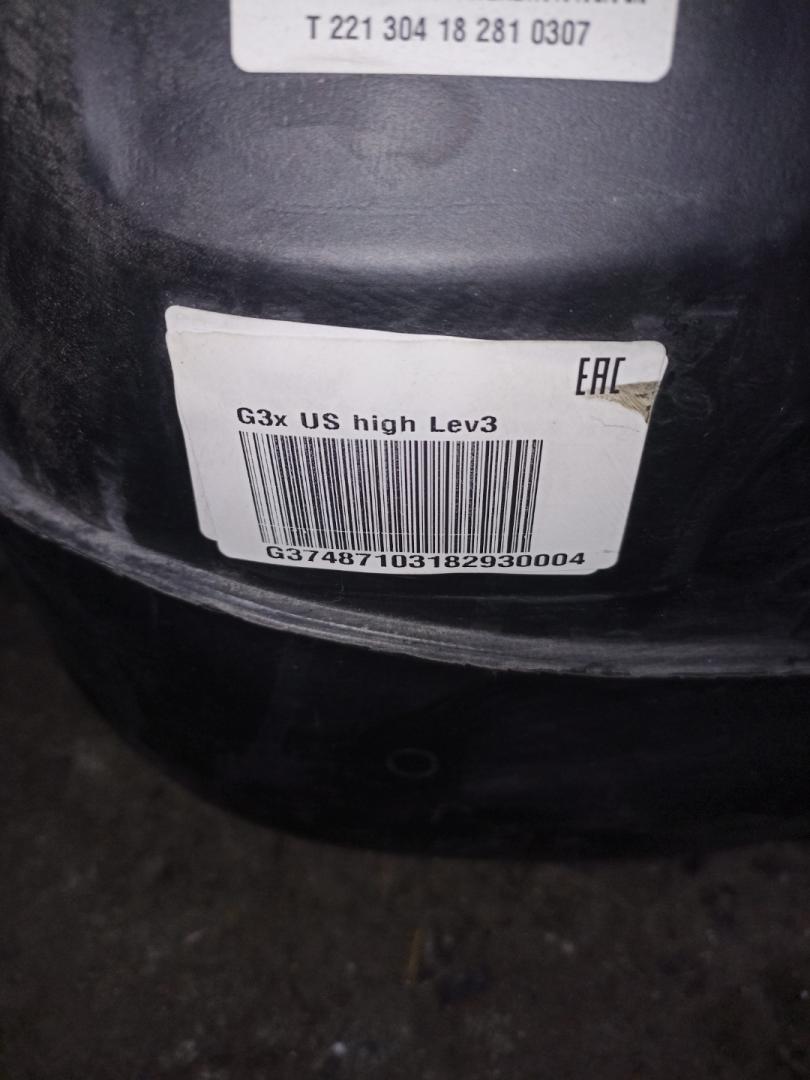 T 221 304 18 281 0307
EAC
G3x US high Lev3
G37487103182930004